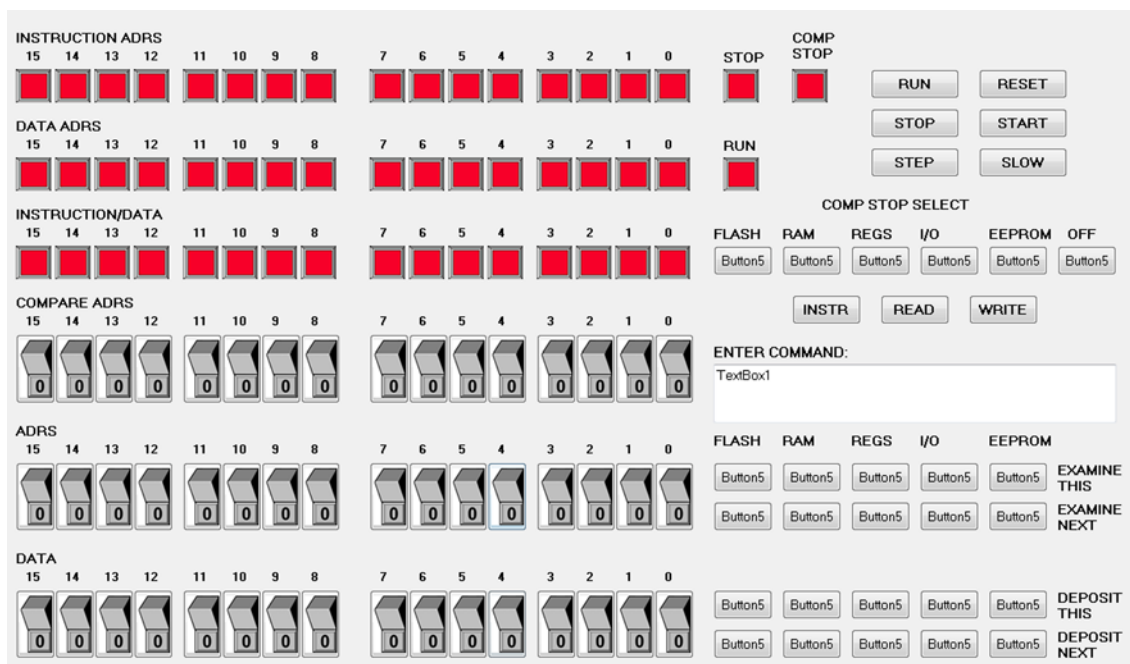 INSTRUCTION ADRS
15 14 13 12 11 10 9 8 7 6 5 4 3 2 1 0
STOP
COMP
STOP
RUN RESET
DATA ADRS
15 14 13 12 11 10 9 8 7 6 5 4 3 2 1 0
RUN
STOP START
STEP SLOW
INSTRUCTION/DATA
15 14 13 12 11 10 9 8 7 6 5 4 3 2 1 0
COMP STOP SELECT
FLASH RAM REGS I/O EEPROM OFF
Button5 Button5 Button5 Button5 Button5 Button5
COMPARE ADRS
15 14 13 12 11 10 9 8 7 6 5 4 3 2 1 0
0 0 0 0 0 0 0 0 0 0 0 0 0 0 0 0
INSTR READ WRITE
ENTER COMMAND:
TextBox1
ADRS
15 14 13 12 11 10 9 8 7 6 5 4 3 2 1 0
0 0 0 0 0 0 0 0 0 0 0 0 0 0 0 0
FLASH RAM REGS I/O EEPROM
Button5 Button5 Button5 Button5 Button5 EXAMINE
THIS
Button5 Button5 Button5 Button5 Button5 EXAMINE
NEXT
DATA
15 14 13 12 11 10 9 8 7 6 5 4 3 2 1 0
0 0 0 0 0 0 0 0 0 0 0 0 0 0 0 0
Button5 Button5 Button5 Button5 Button5 DEPOSIT
THIS
Button5 Button5 Button5 Button5 Button5 DEPOSIT
NEXT